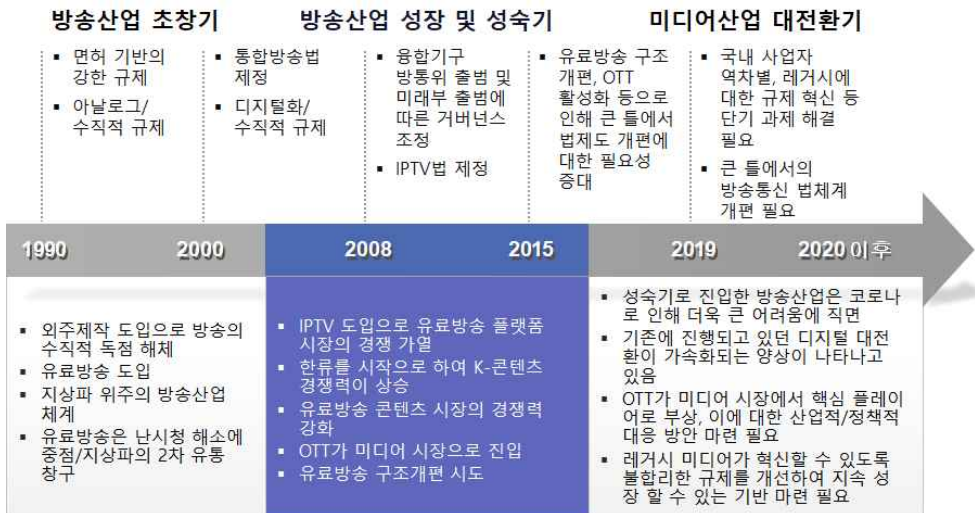 방송산업 초창기
방송산업 성장 및 성숙기
미디어산업 대전환기
▪ 면허 기반의
강한 규제
▪ 아날로그/
수직적 규제
▪ 통합방송법
제정
▪ 디지털화/
수직적 규제
▪ 융합기구
방통위 출범 및
미래부 출범에
따른 거버넌스
조정
▪ IPTV법 제정
▪ 유료방송 구조
개편, OTT
활성화 등으로
인해 큰 틀에서
법제도 개편에
대한 필요성
증대
▪ 국내 사업자
역차별, 레거시에
대한 규제 혁신 등
단기 과제 해결
필요
▪ 큰 틀에서의
방송통신 법체계
개편 필요
1990
2000
2008
2015
2019
2020 이후
▪ 외주제작 도입으로 방송의
수직적 독점 해체
▪ 유료방송 도입
▪ 지상파 위주의 방송산업
체계
▪ 유료방송은 난시청 해소에
중점/지상파의 2차 유통
창구
▪ IPTV 도입으로 유료방송 플랫폼
시장의 경쟁 가열
▪ 한류를 시작으로 하여 K-콘텐츠
경쟁력이 상승
▪ 유료방송 콘텐츠 시장의 경쟁력
강화
▪ OTT가 미디어 시장으로 진입
▪ 유료방송 구조개편 시도
▪ 성숙기로 진입한 방송산업은 코로나
로 인해 더욱 큰 어려움에 직면
▪ 기존에 진행되고 있던 디지털 대전
환이 가속화되는 양상이 나타나고
있음
▪ OTT가 미디어 시장에서 핵심 플레이
어로 부상, 이에 대한 산업적/정책적
대응 방안 마련 필요
▪ 레거시 미디어가 혁신할 수 있도록
불합리한 규제를 개선하여 지속 성
장 할 수 있는 기반 마련 필요